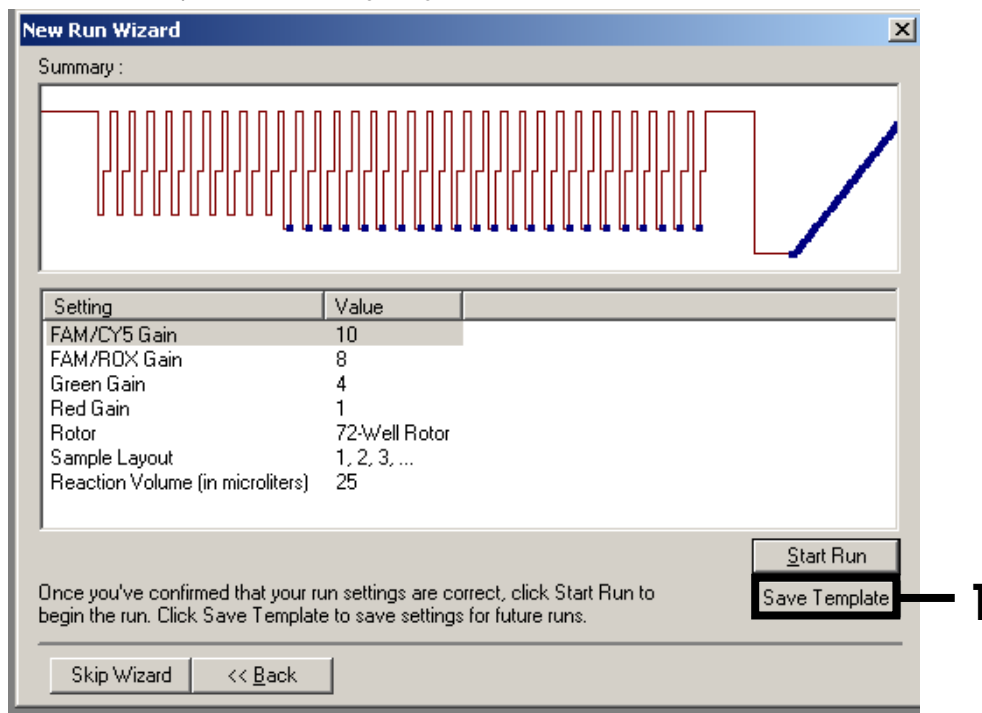 New Run Wizard
Summary :
Setting Value
FAM/CY5 Gain 10
FAM/ROX Gain 8
Green Gain 4
Red Gain 1
Rotor 72-Well Rotor
Sample Layout 1, 2, 3, ...
Reaction Volume (in microliters) 25
Start Run
Once you've confirmed that your run settings are correct, click Start Run to
begin the run. Click Save Template to save settings for future runs.
Save Template
1
Skip Wizard << Back